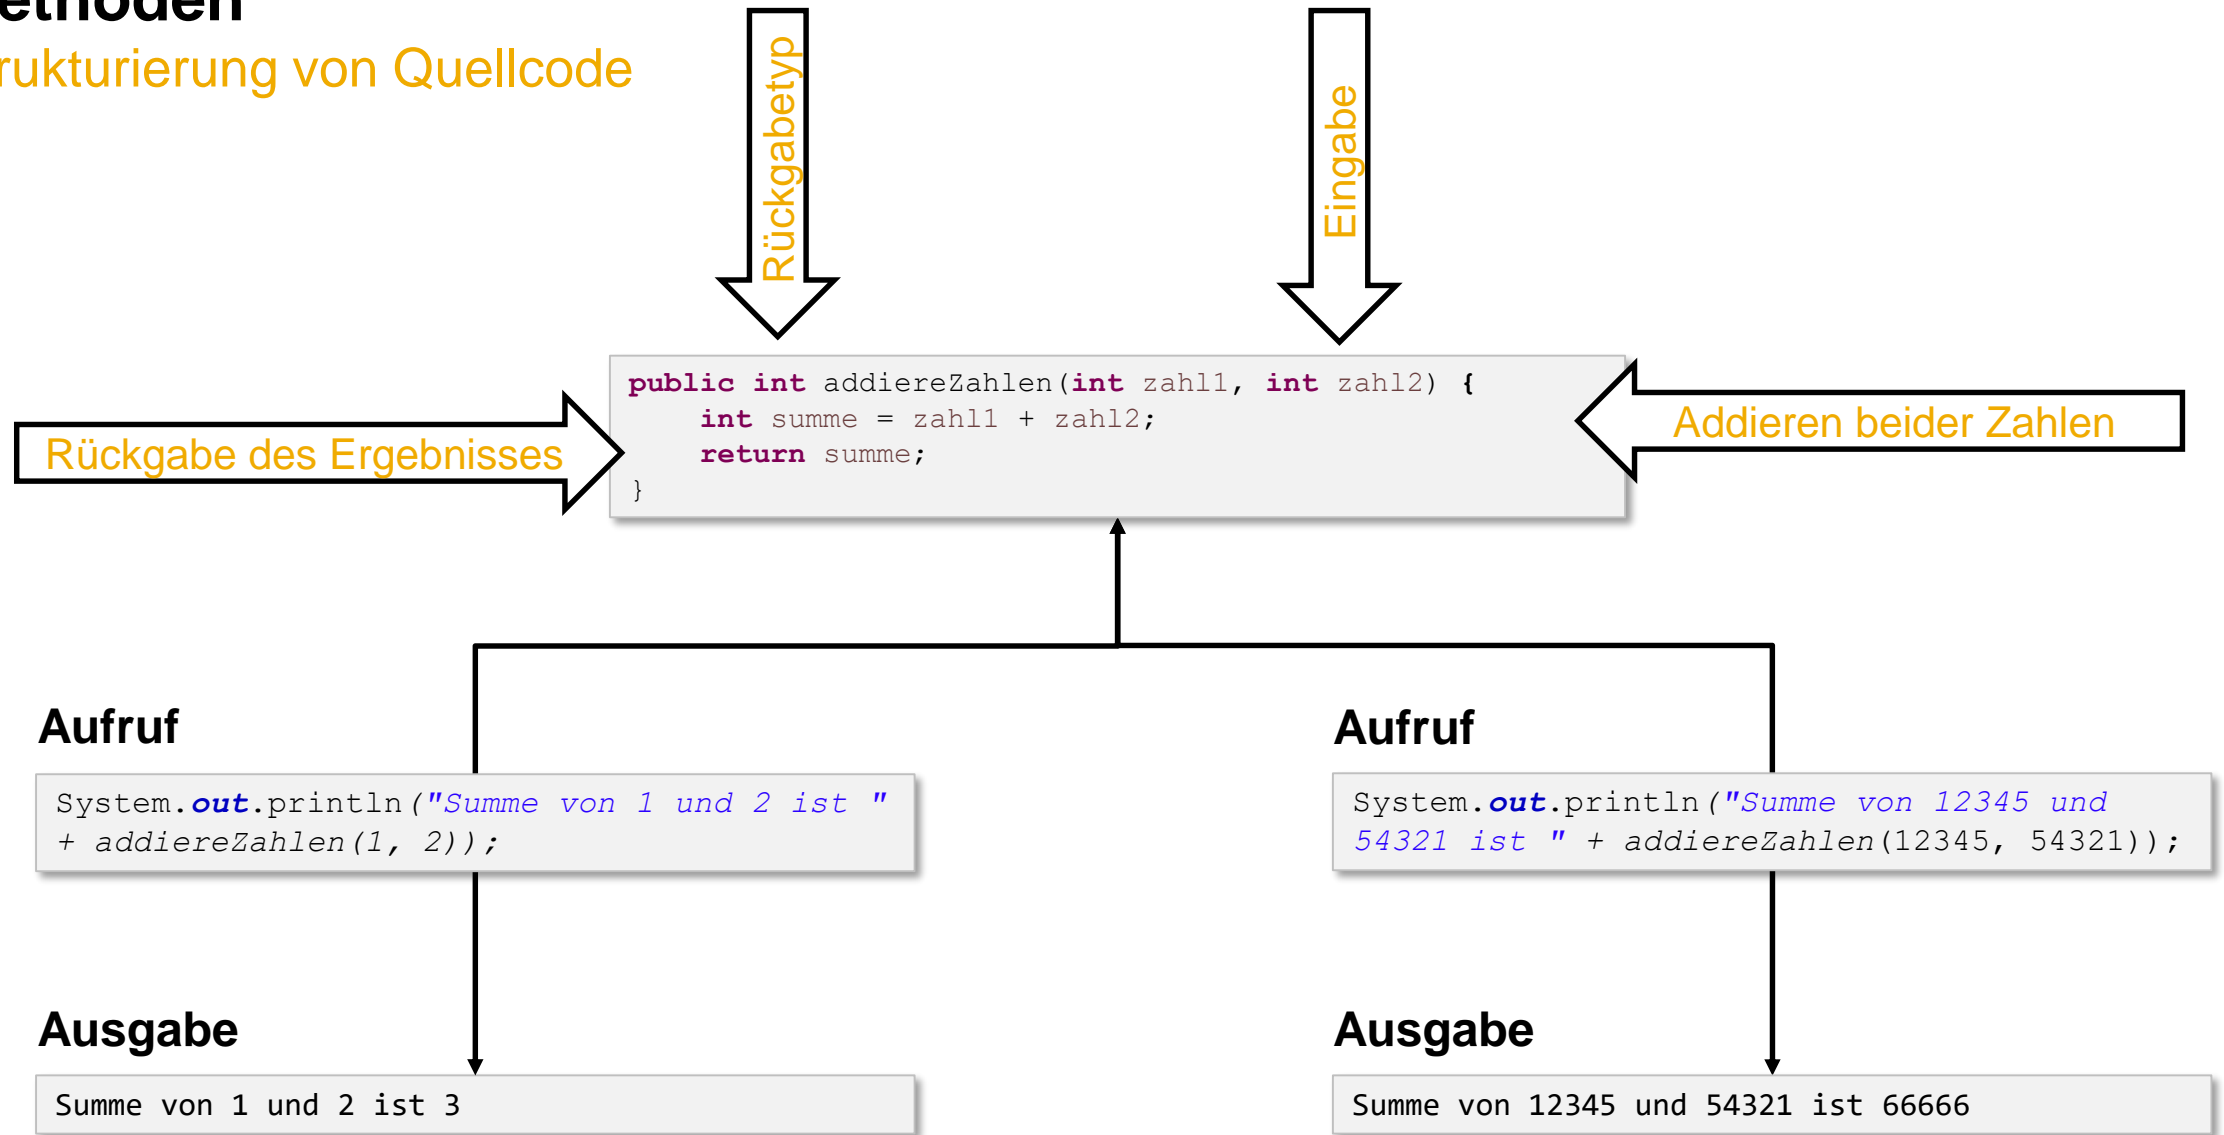 ethoden
rukturierung von Quellcode
Rückgabetyp
Eingabe
public int addiereZahlen(int zahl1, int zahl2) {
int summe = zahl1 + zahl2;
return summe;
}
Rückgabe des Ergebnisses
Addieren beider Zahlen
Aufruf
System.out.println("Summe von 1 und 2 ist "
+ addiereZahlen(1, 2));
Aufruf
System.out.println("Summe von 12345 und
54321 ist " + addiereZahlen(12345, 54321));
Ausgabe
Summe von 1 und 2 ist 3
Ausgabe
Summe von 12345 und 54321 ist 66666